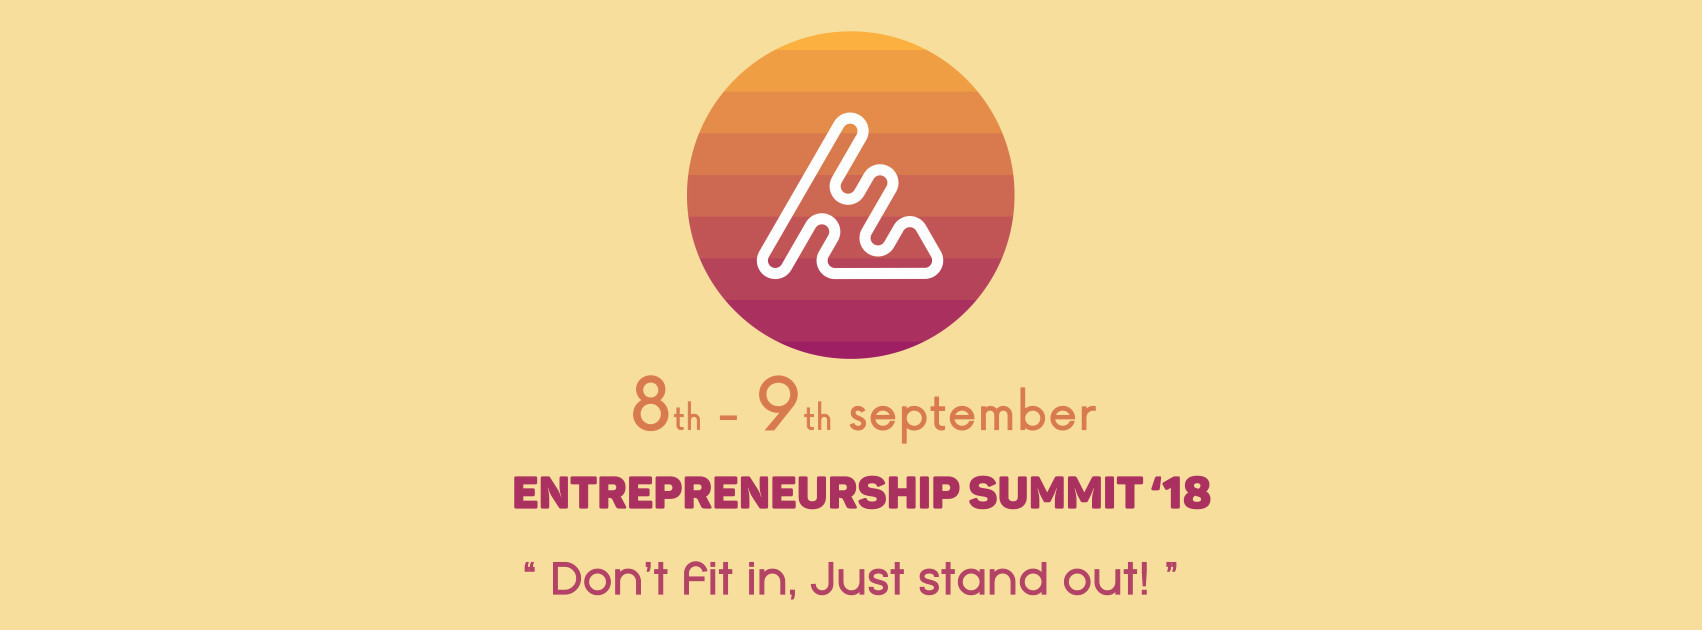 8th - 9th september
ENTREPRENEURSHIP SUMMIT ‘18
“ Don’t fit in, Just stand out! ”